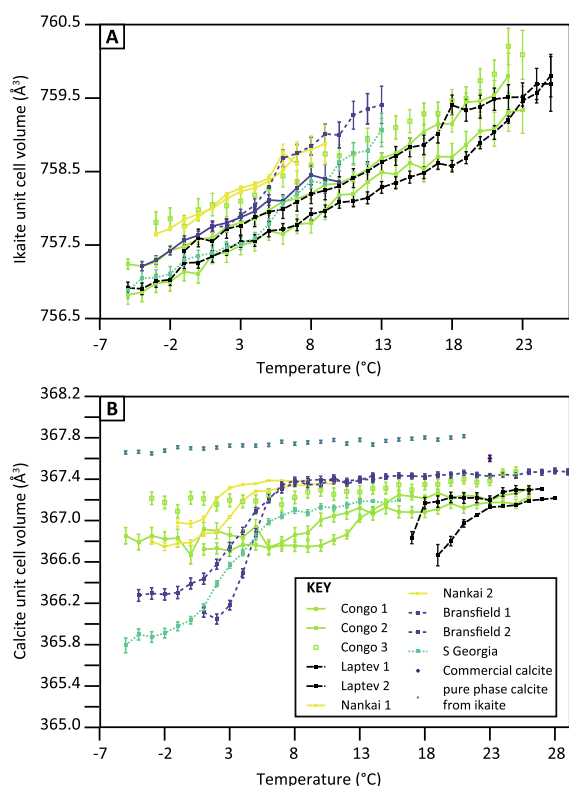 A
Ikaite unit cell volume (Å³)
760.5
759.5
758.5
757.5
756.5
-7 -2 3 8 13 18 23
Temperature (°C)
B
Calcite unit cell volume (Å³)
368.2
367.8
367.4
367.0
366.6
366.2
365.8
365.4
365.0
-7 -2 3 8 13 18 23 28
Temperature (°C)
KEY
Congo 1
Congo 2
Congo 3
Laptev 1
Laptev 2
Nankai 1
Nankai 2
Bransfield 1
Bransfield 2
S Georgia
Commercial calcite
pure phase calcite
from ikaite